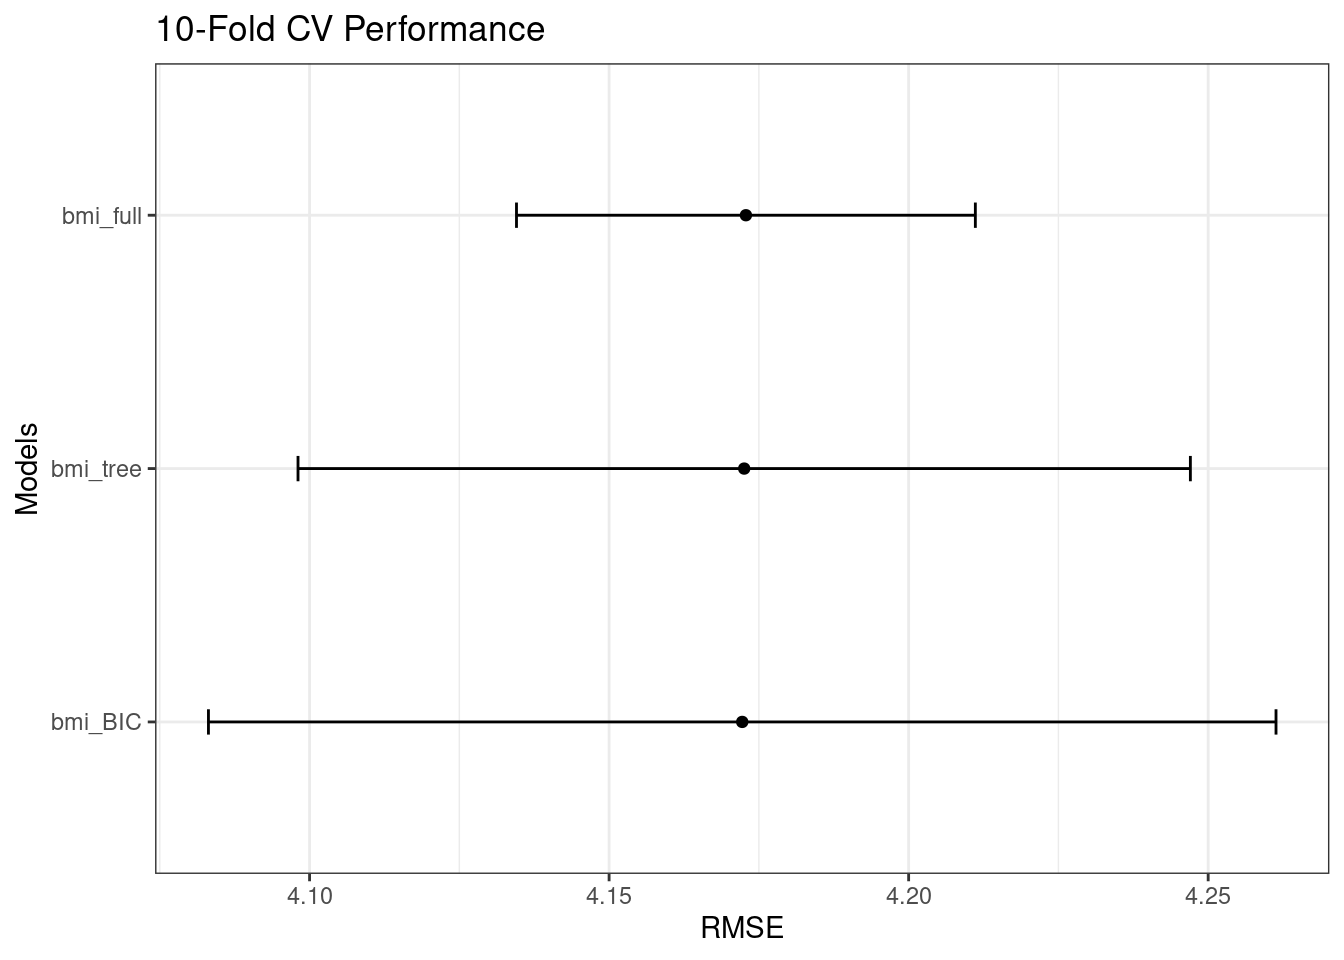 10-Fold CV Performance
bmi_full
bmi_tree
bmi_BIC
Models
4.10 4.15 4.20 4.25
RMSE